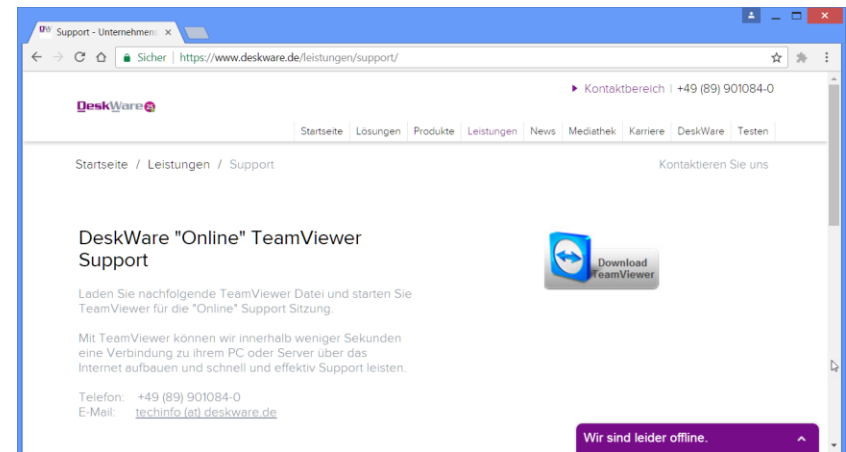 Support - Unternehmen
Sicher | https://www.deskware.de/leistungen/support/
Kontaktbereich | +49 (89) 901084-0
DeskWare
Startseite Lösungen Produkte Leistungen News Mediathek Karriere DeskWare Testen
Startseite / Leistungen / Support
Kontaktieren Sie uns
DeskWare "Online" TeamViewer
Support
Download
TeamViewer
Laden Sie nachfolgende TeamViewer Datei und starten Sie
TeamViewer für die "Online" Support Sitzung.
Mit TeamViewer können wir innerhalb weniger Sekunden
eine Verbindung zu ihrem PC oder Server über das
Internet aufbauen und schnell und effektiv Support leisten.
Telefon: +49 (89) 901084-0
E-Mail: techinfo (at) deskware.de
Wir sind leider offline.